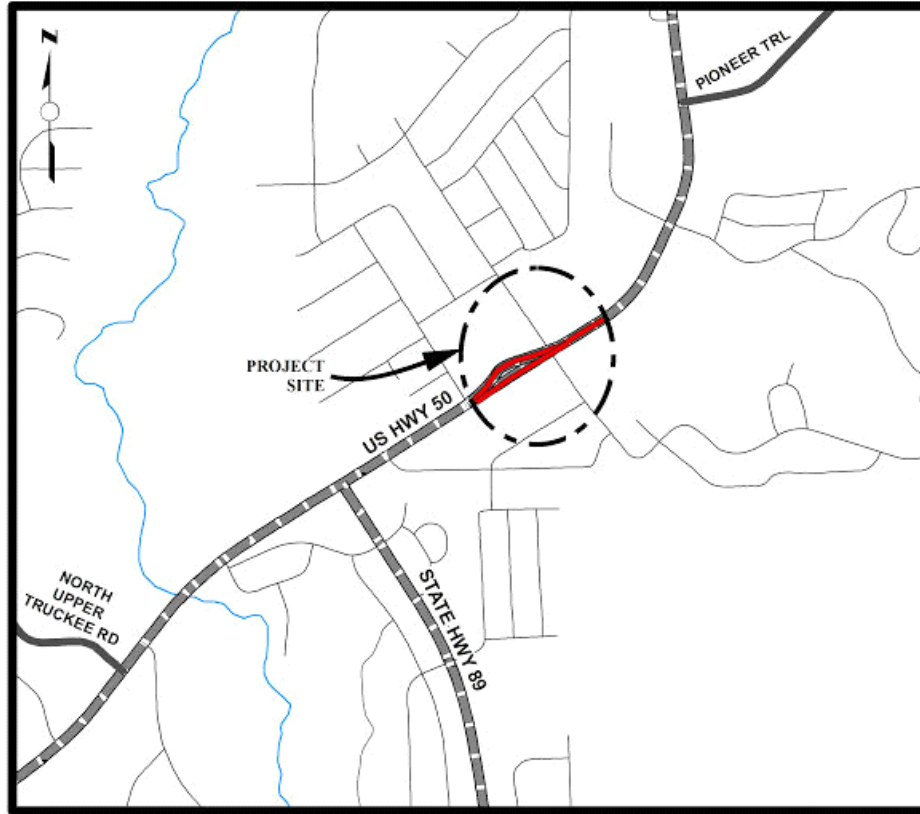 N
PIONEER TRL
PROJECT
SITE
US HWY 50
NORTH
UPPER
TRUCKEE RD
STATE HWY 89